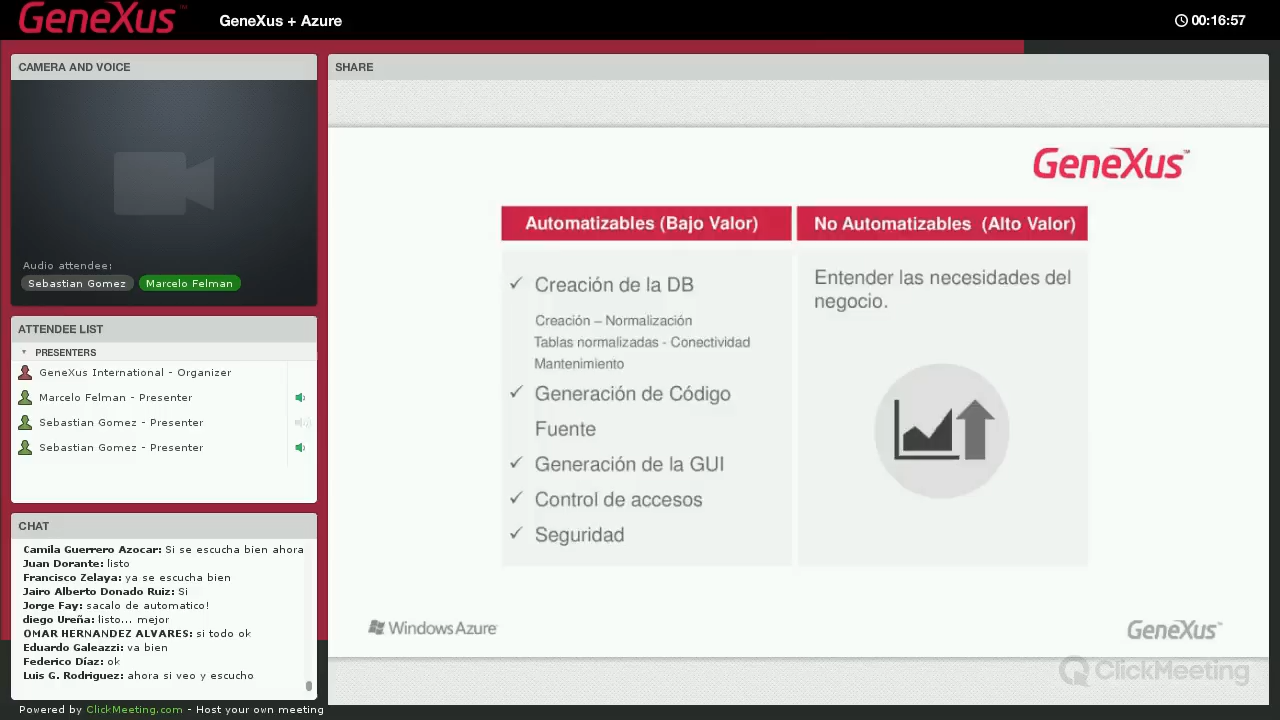 GeneXus™
GeneXus + Azure
00:16:57
CAMERA AND VOICE
Audio attendee:
Sebastian Gomez
Marcelo Felman
ATTENDEE LIST
PRESENTERS
GeneXus International - Organizer
Marcelo Felman - Presenter
Sebastian Gomez - Presenter
Sebastian Gomez - Presenter
CHAT
Camila Guerrero Azocar: Si se escucha bien ahora
Juan Dorante: listo
Francisco Zelaya: ya se escucha bien
Jairo Alberto Donado Ruiz: Si
Jorge Fay: sacalo de automatico!
diego Ureña: listo... mejor
OMAR HERNANDEZ ALVARES: si todo ok
Eduardo Galeazzi: va bien
Federico Díaz: ok
Luis G. Rodriguez: ahora si veo y escucho
Powered by ClickMeeting.com - Host your own meeting
SHARE
GeneXus™
Automatizables (Bajo Valor)
Creación de la DB
Creación – Normalización
Tablas normalizadas - Conectividad
Mantenimiento
Generación de Código
Fuente
Generación de la GUI
Control de accesos
Seguridad
No Automatizables (Alto Valor)
Entender las necesidades del
negocio.
Windows Azure
GeneXus™
ClickMeeting